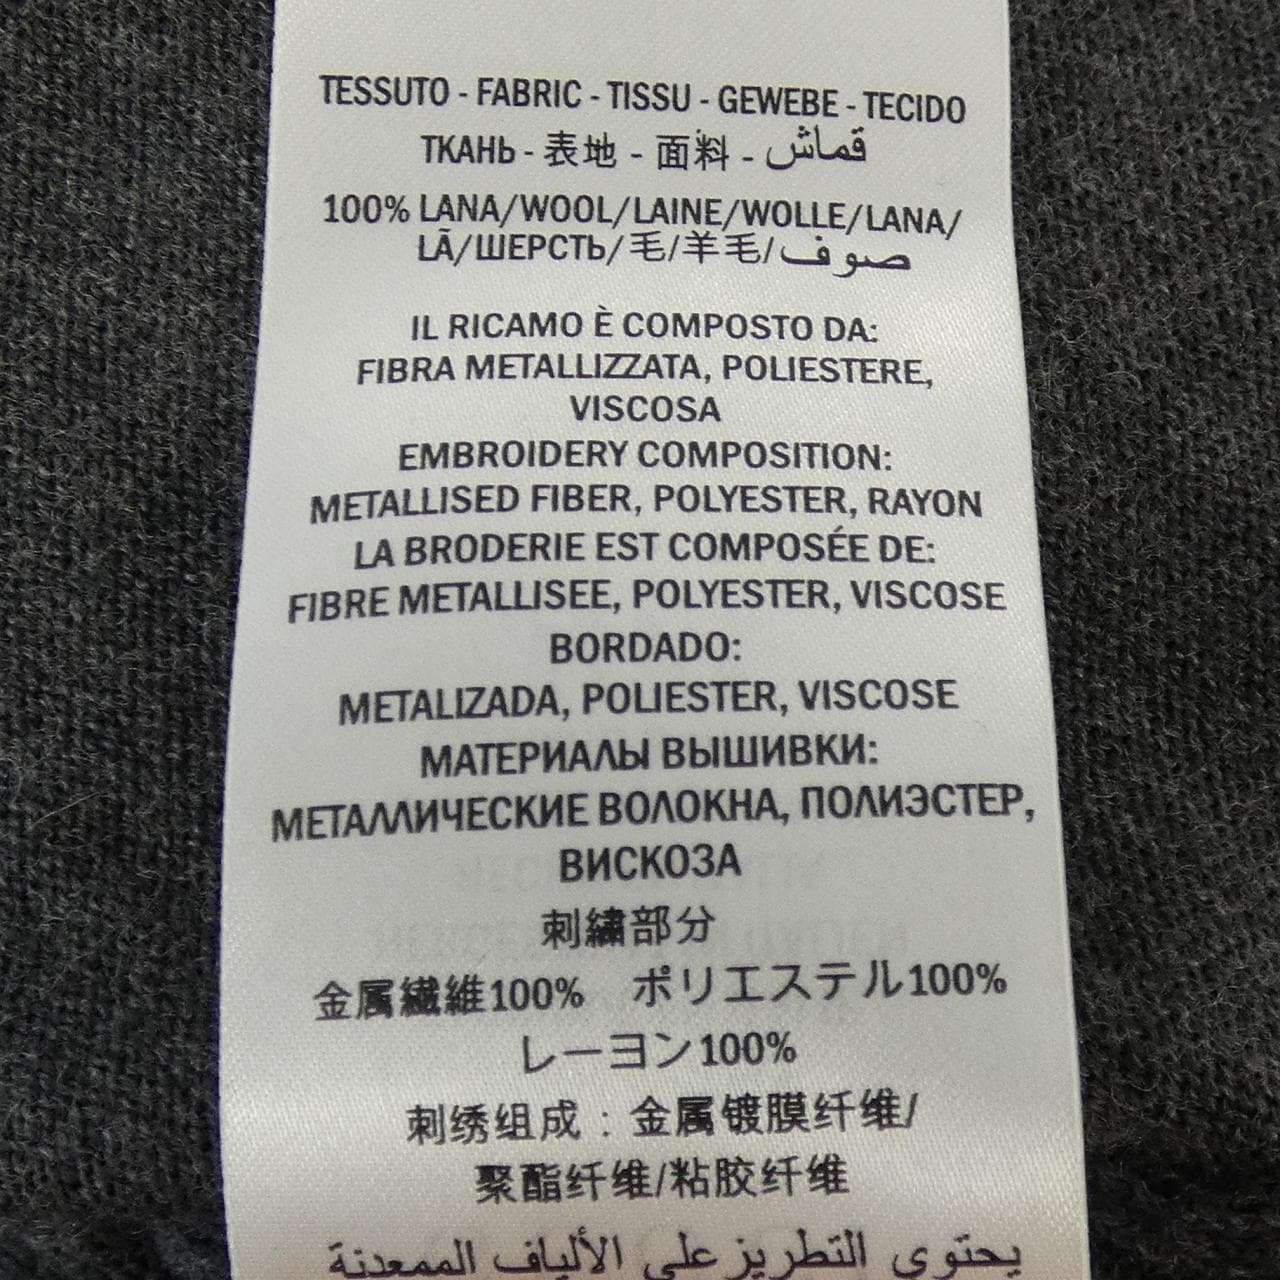 TESSUTO - FABRIC - TISSU - GEWEBE - TECIDO
ТКАНЬ - 表地 - 面料 - قماش
100% LANA/WOOL/LAINE/WOLLE/LANA/
LÃ/ШЕРСТЬ/毛/羊毛/صوف
IL RICAMO È COMPOSTO DA:
FIBRA METALLIZZATA, POLIESTERE,
VISCOSA
EMBROIDERY COMPOSITION:
METALLISED FIBER, POLYESTER, RAYON
LA BRODERIE EST COMPOSÉE DE:
FIBRE METALLISEE, POLYESTER, VISCOSE
BORDADO:
METALIZADA, POLIESTER, VISCOSE
МАТЕРИАЛЫ ВЫШИВКИ:
МЕТАЛЛИЧЕСКИЕ ВОЛОКНА, ПОЛИЭСТЕР,
ВИСКОЗА
刺繍部分
金属繊維100% ポリエステル100%
レーヨン100%
刺绣组成：金属镀膜纤维/
聚酯纤维/粘胶纤维
يحتوي التطريز على الألياف الممعدنة